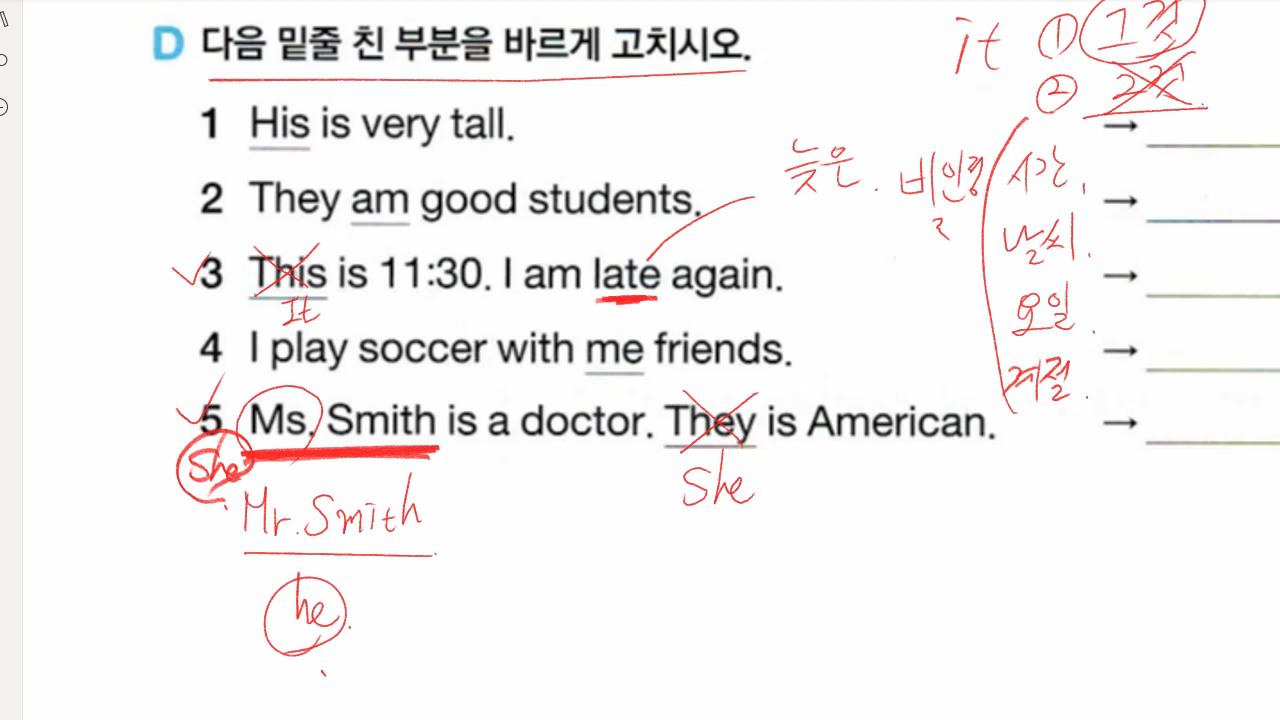 D 다음 밑줄 친 부분을 바르게 고치시오.
it ① 그것
② 그것
1 His is very tall. →
늦은. 비인칭 시간,
2 They am good students. →
날씨.
3 This is 11:30. I am late again. →
It
요일.
4 I play soccer with me friends. →
계절.
5 Ms. Smith is a doctor. They is American. →
She
She
Mr. Smith
he.